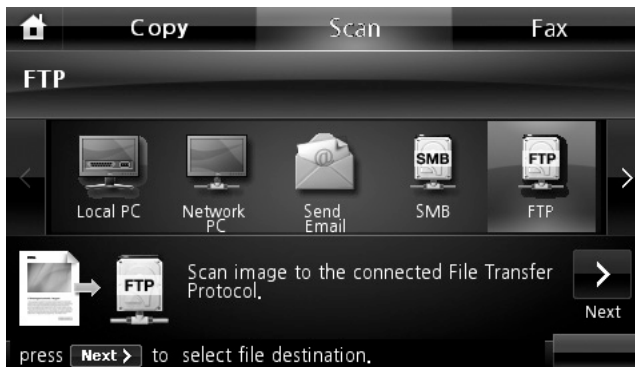 Copy Scan Fax
FTP
Local PC
Network
PC
Send
Email
SMB
SMB
FTP
FTP
FTP
Scan image to the connected File Transfer
Protocol.
Next
press Next > to select file destination.